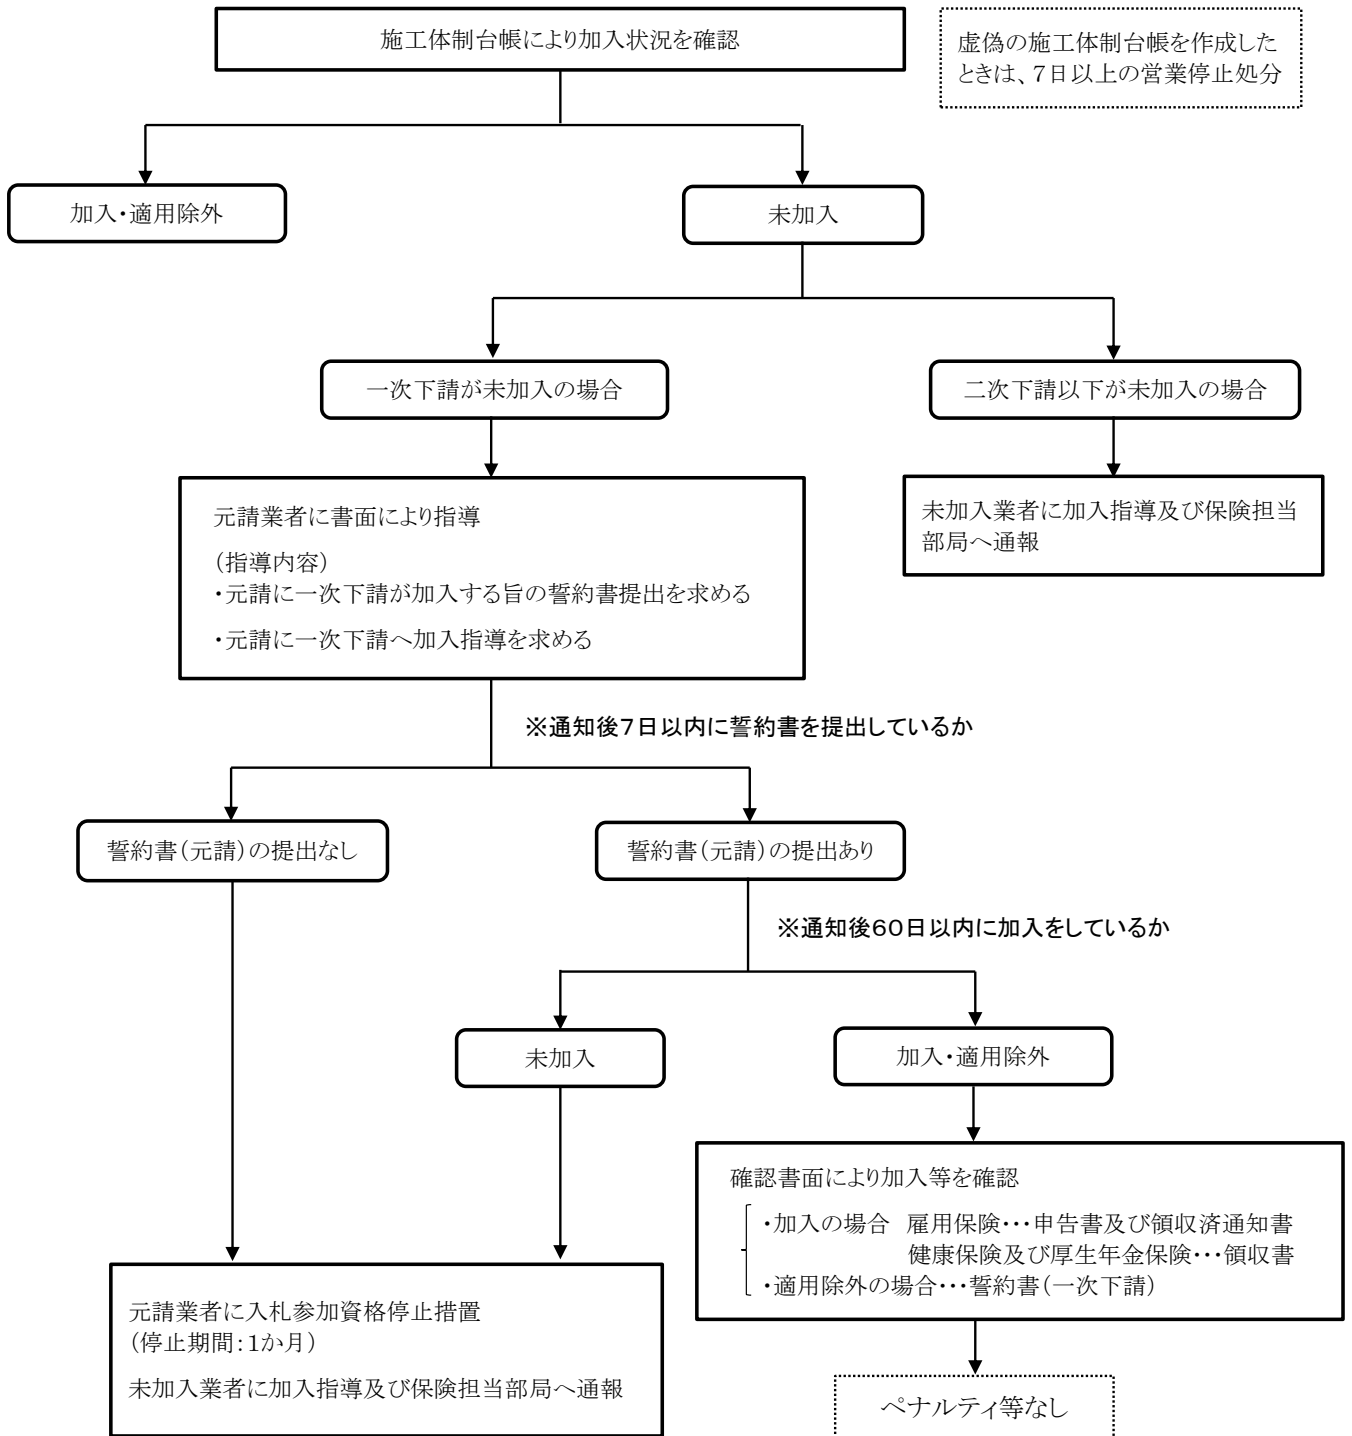 施工体制台帳により加入状況を確認
虚偽の施工体制台帳を作成した
ときは、7日以上の営業停止処分
加入・適用除外
未加入
一次下請が未加入の場合
二次下請以下が未加入の場合
元請業者に書面により指導
(指導内容)
・元請に一次下請が加入する旨の誓約書提出を求める
・元請に一次下請へ加入指導を求める
未加入業者に加入指導及び保険担当
部局へ通報
※通知後7日以内に誓約書を提出しているか
誓約書(元請)の提出なし
誓約書(元請)の提出あり
※通知後60日以内に加入をしているか
未加入
加入・適用除外
確認書面により加入等を確認
・加入の場合 雇用保険・・・申告書及び領収済通知書
健康保険及び厚生年金保険・・・領収書
・適用除外の場合・・・誓約書(一次下請)
元請業者に入札参加資格停止措置
(停止期間:1か月)
未加入業者に加入指導及び保険担当部局へ通報
ペナルティ等なし